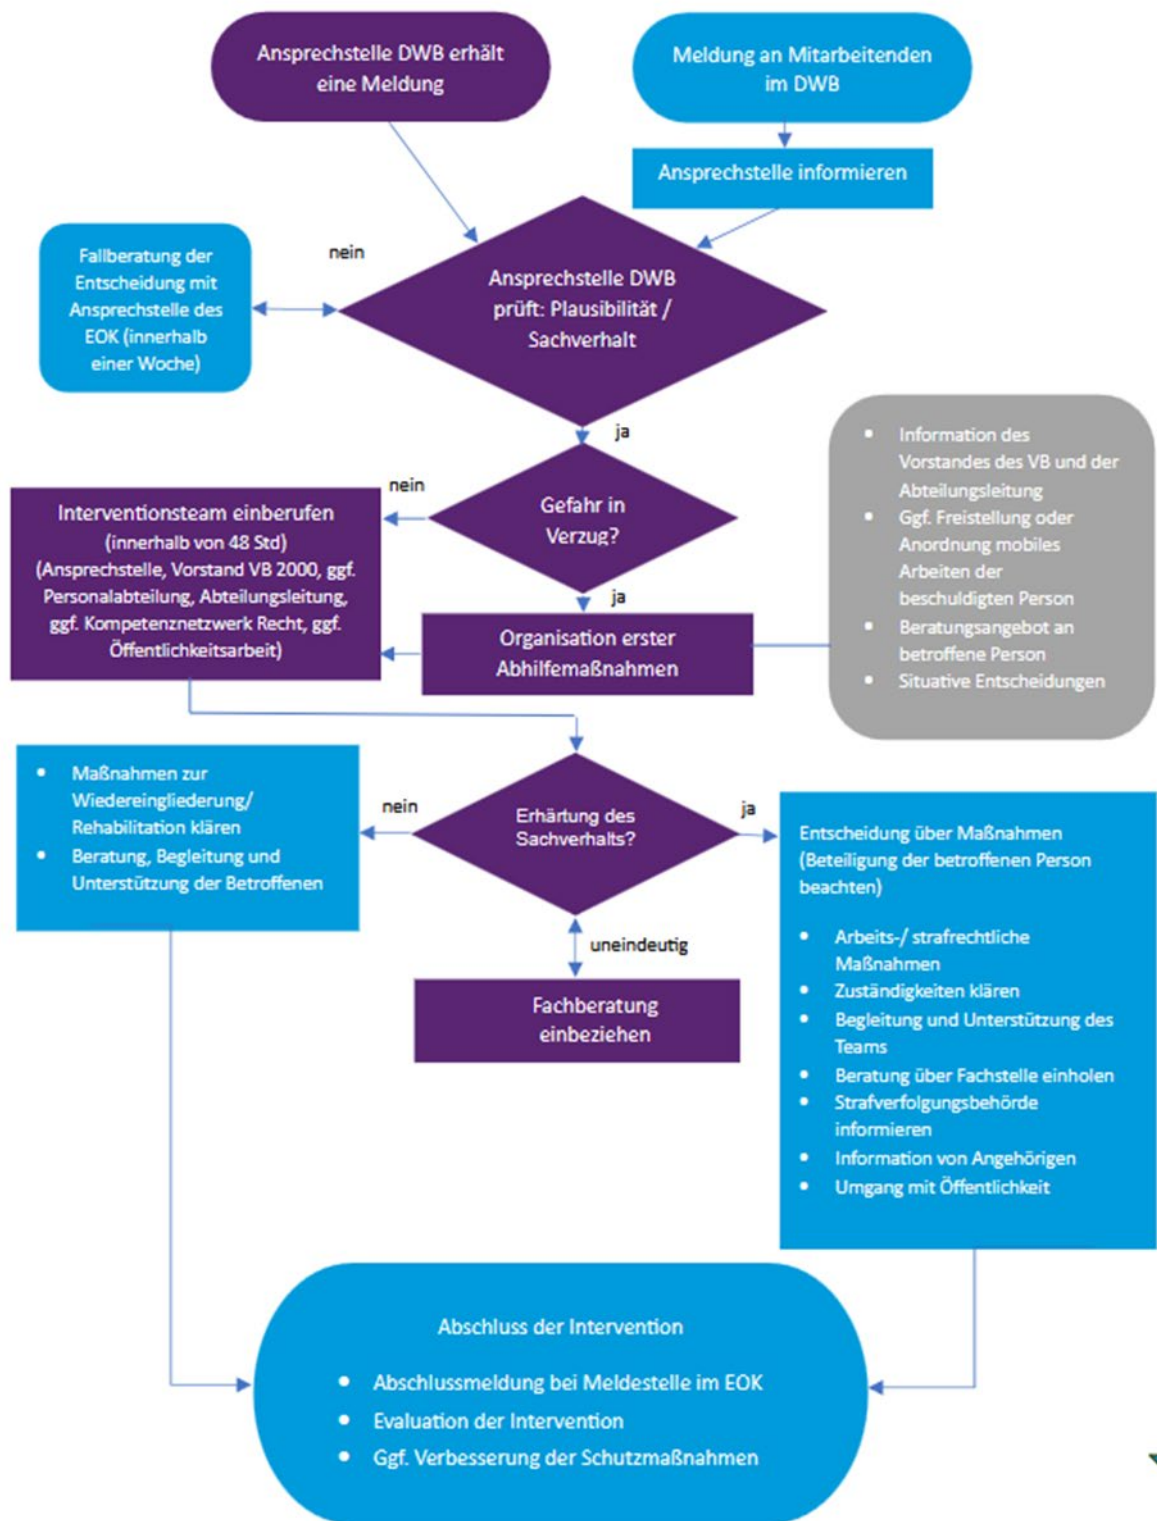 Ansprechstelle DWB erhält
eine Meldung
Meldung an Mitarbeitenden
im DWB
Ansprechstelle informieren
nein
Fallberatung der
Entscheidung mit
Ansprechstelle des
EOK (innerhalb
einer Woche)
Ansprechstelle DWB
prüft: Plausibilität /
Sachverhalt
ja
nein
Gefahr in
Verzug?
Interventionsteam einberufen
(innerhalb von 48 Std)
(Ansprechstelle, Vorstand VB 2000, ggf.
Personalabteilung, Abteilungsleitung,
ggf. Kompetenznetzwerk Recht, ggf.
Öffentlichkeitsarbeit)
ja
Organisation erster
Abhilfemaßnahmen
• Information des
Vorstandes des VB und der
Abteilungsleitung
• Ggf. Freistellung oder
Anordnung mobiles
Arbeiten der
beschuldigten Person
• Beratungsangebot an
betroffene Person
• Situative Entscheidungen
• Maßnahmen zur
Wiedereingliederung/
Rehabilitation klären
• Beratung, Begleitung und
Unterstützung der Betroffenen
nein
Erhärtung des
Sachverhalts?
ja
uneindeutig
Fachberatung
einbeziehen
Entscheidung über Maßnahmen
(Beteiligung der betroffenen Person
beachten)
• Arbeits-/ strafrechtliche
Maßnahmen
• Zuständigkeiten klären
• Begleitung und Unterstützung des
Teams
• Beratung über Fachstelle einholen
• Strafverfolgungsbehörde
informieren
• Information von Angehörigen
• Umgang mit Öffentlichkeit
Abschluss der Intervention
• Abschlussmeldung bei Meldestelle im EOK
• Evaluation der Intervention
• Ggf. Verbesserung der Schutzmaßnahmen